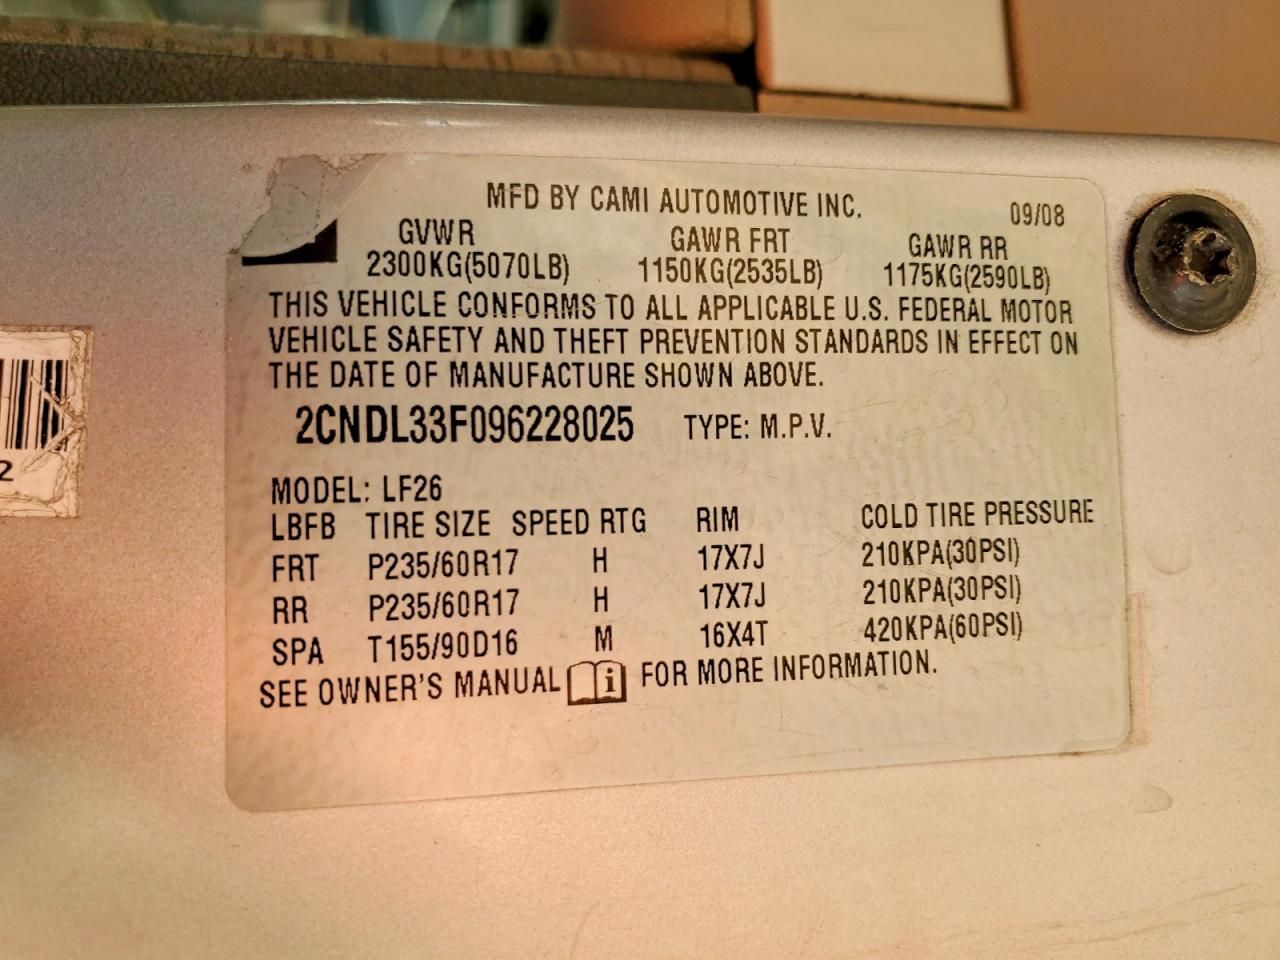 MFD BY CAMI AUTOMOTIVE INC.
09/08
GVWR GAWR FRT GAWR RR
2300KG(5070LB) 1150KG(2535LB) 1175KG(2590LB)
THIS VEHICLE CONFORMS TO ALL APPLICABLE U.S. FEDERAL MOTOR
VEHICLE SAFETY AND THEFT PREVENTION STANDARDS IN EFFECT ON
THE DATE OF MANUFACTURE SHOWN ABOVE.
2CNDL33F096228025 TYPE: M.P.V.
MODEL: LF26
LBFB TIRE SIZE SPEED RTG RIM COLD TIRE PRESSURE
FRT P235/60R17 H 17X7J 210KPA(30PSI)
RR P235/60R17 H 17X7J 210KPA(30PSI)
SPA T155/90D16 M 16X4T 420KPA(60PSI)
SEE OWNER'S MANUAL i FOR MORE INFORMATION.
2